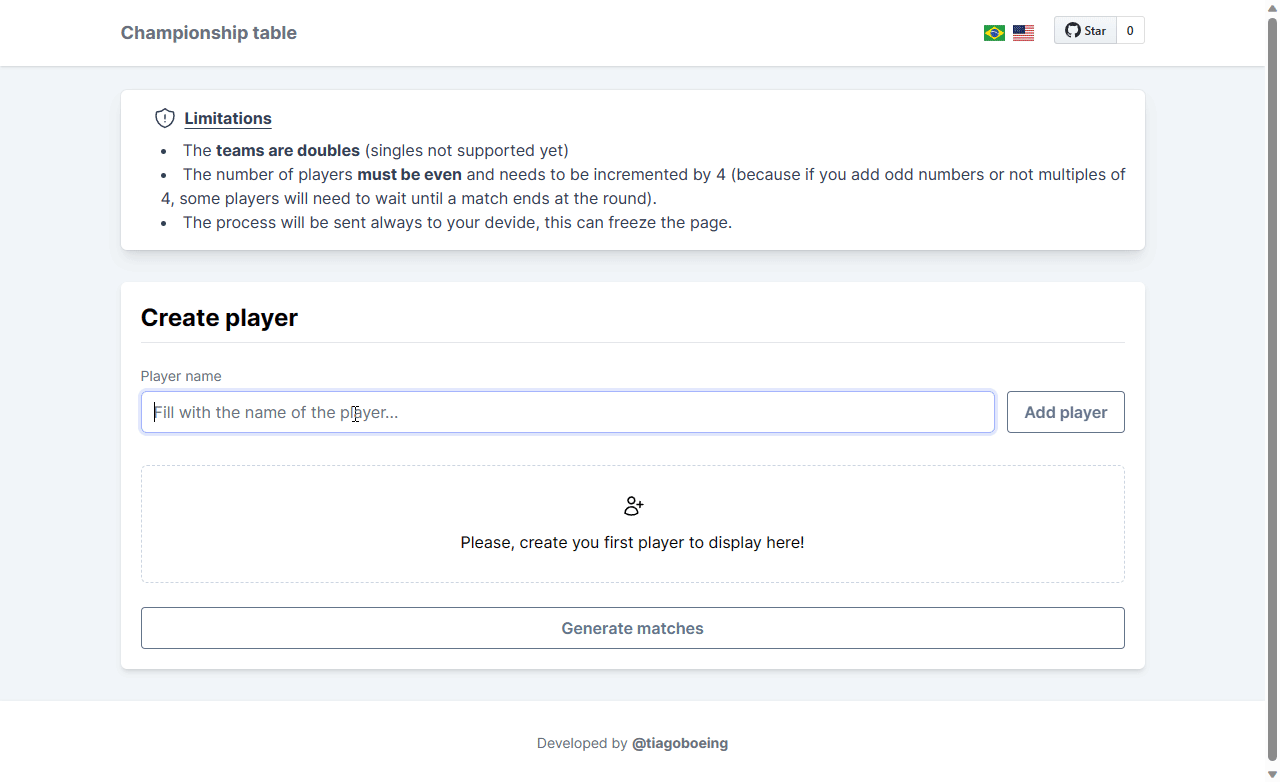 Championship table
Star 0
Limitations
• The teams are doubles (singles not supported yet)
• The number of players must be even and needs to be incremented by 4 (because if you add odd numbers or not multiples of
4, some players will need to wait until a match ends at the round).
• The process will be sent always to your devide, this can freeze the page.
Create player
Player name
Fill with the name of the player...
Add player
Please, create you first player to display here!
Generate matches
Developed by @tiagoboeing